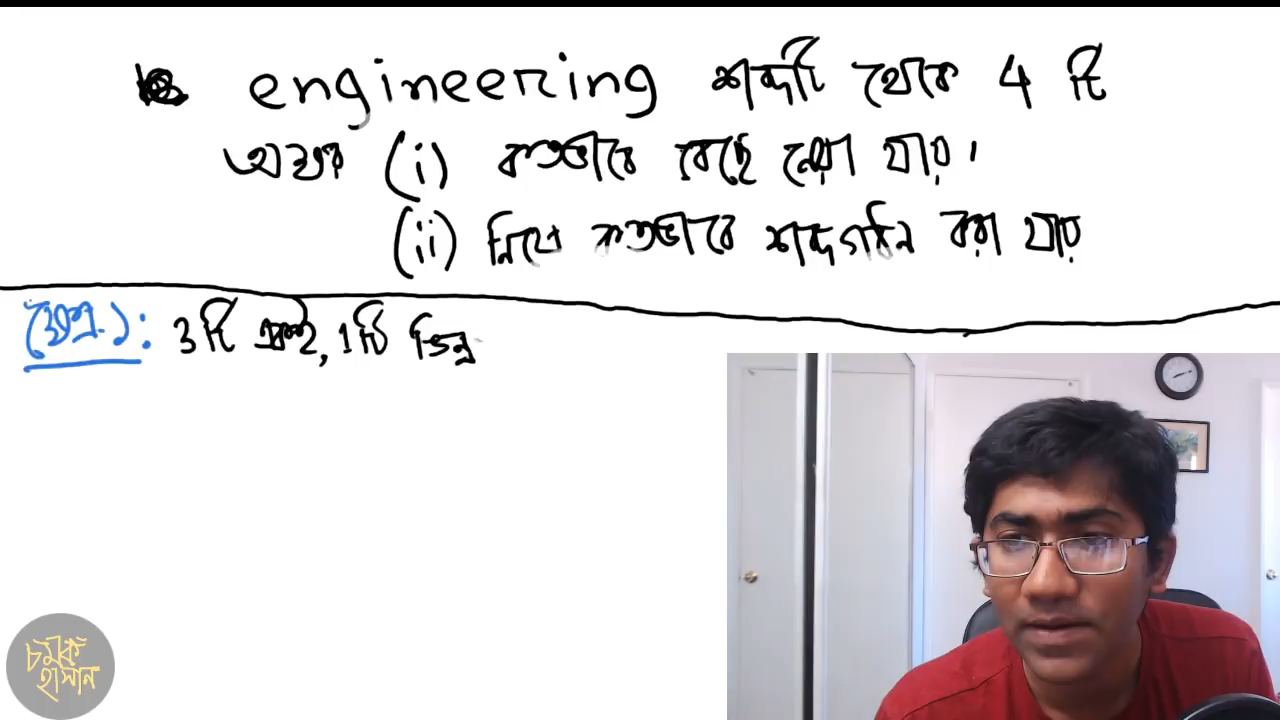 engineering শব্দটি থেকে 4 টি
অক্ষর (i) কতভাবে বেছে নেয়া যায়।
(ii) নিয়ে কতভাবে শব্দগঠন করা যায়
ক্ষেত্র-১: 3টি একই, 1টি ভিন্ন
চমক
হাসান